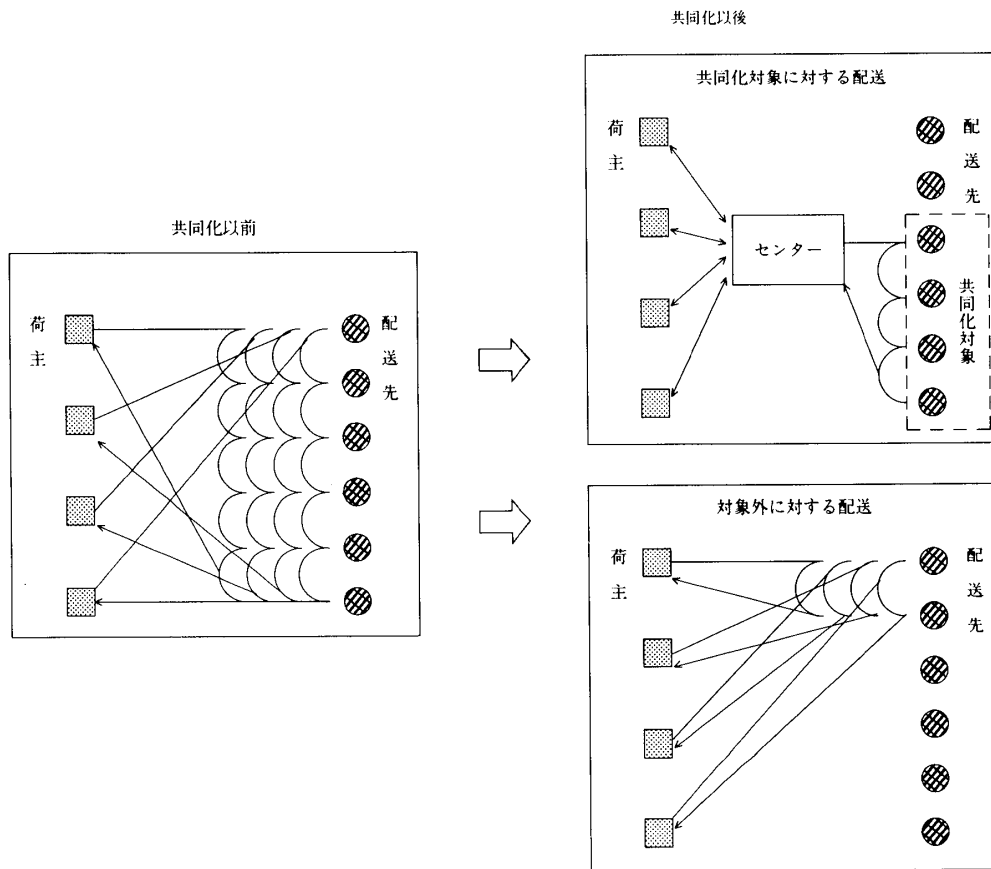 共同化以後
共同化対象に対する配送
荷主
配送先
センター
共同化対象
共同化以前
荷主
配送先
対象外に対する配送
荷主
配送先